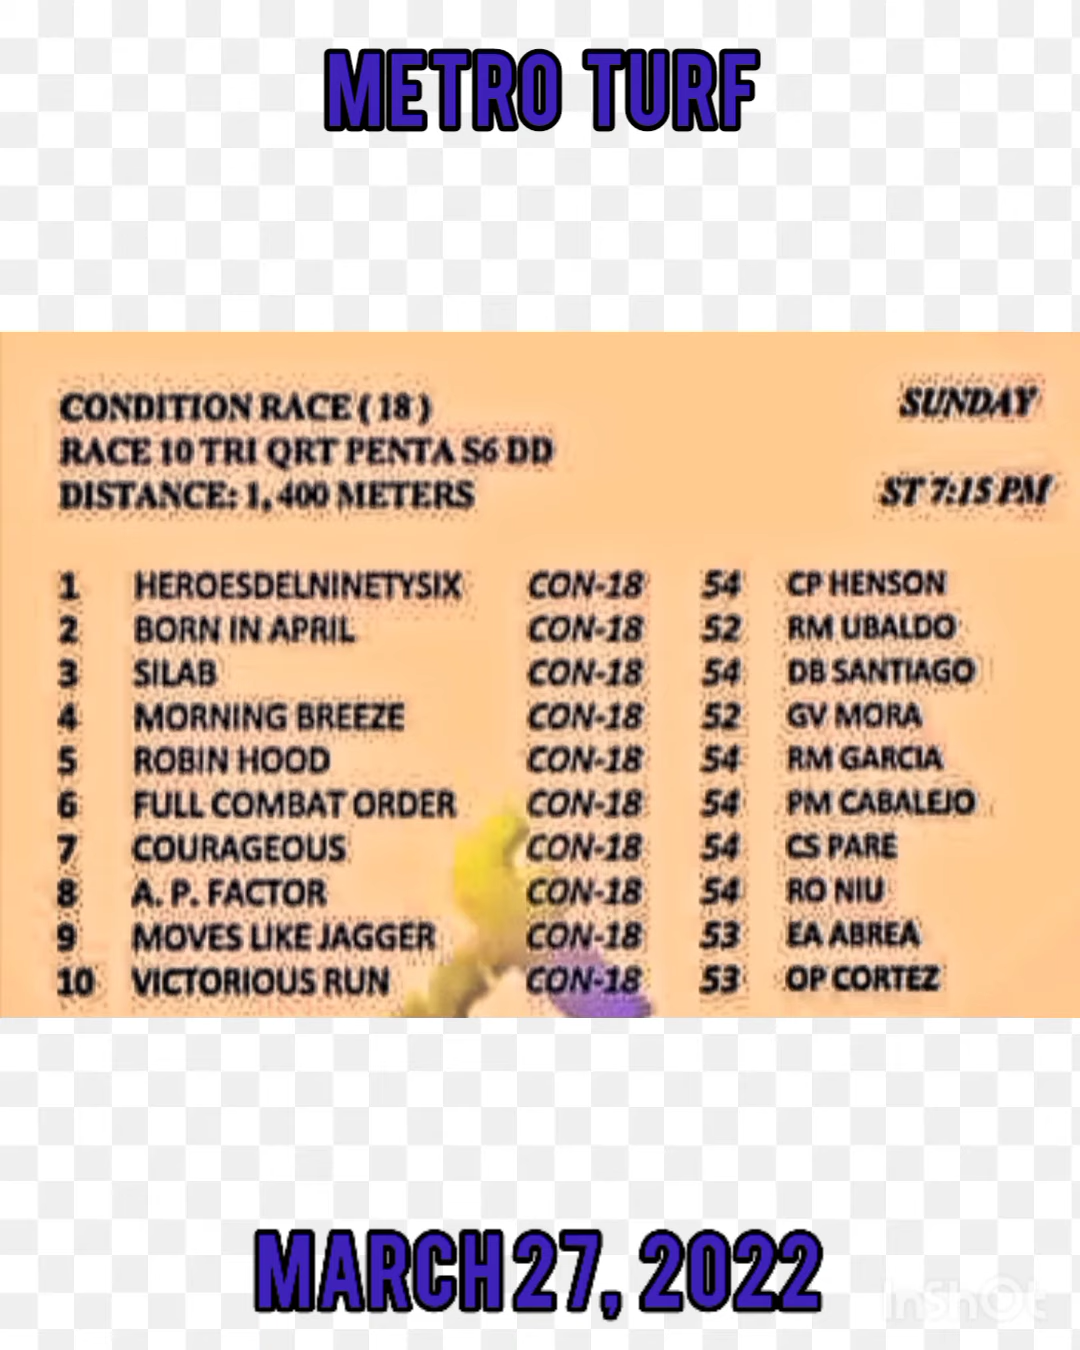 METRO TURF
CONDITION RACE ( 18 ) SUNDAY
RACE 10 TRI QRT PENTA S6 DD
DISTANCE: 1, 400 METERS ST 7:15 PM
1 HEROESDELNINETYSIX CON-18 54 CP HENSON
2 BORN IN APRIL CON-18 52 RM UBALDO
3 SILAB CON-18 54 DB SANTIAGO
4 MORNING BREEZE CON-18 52 GV MORA
5 ROBIN HOOD CON-18 54 RM GARCIA
6 FULL COMBAT ORDER CON-18 54 PM CABALEJO
7 COURAGEOUS CON-18 54 CS PARE
8 A. P. FACTOR CON-18 54 RO NIU
9 MOVES LIKE JAGGER CON-18 53 EA ABREA
10 VICTORIOUS RUN CON-18 53 OP CORTEZ
MARCH 27, 2022
InShOt